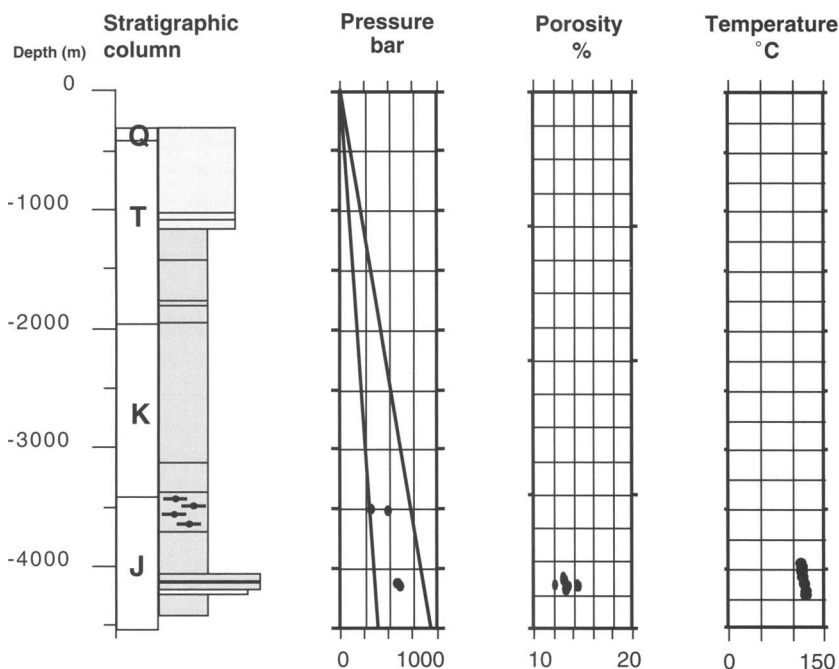 Stratigraphic
column
Pressure
bar
Porosity
%
Temperature
°C
Depth (m)
0
Q
-1000
T
-2000
K
-3000
-4000
J
0 1000
10 20
0 150